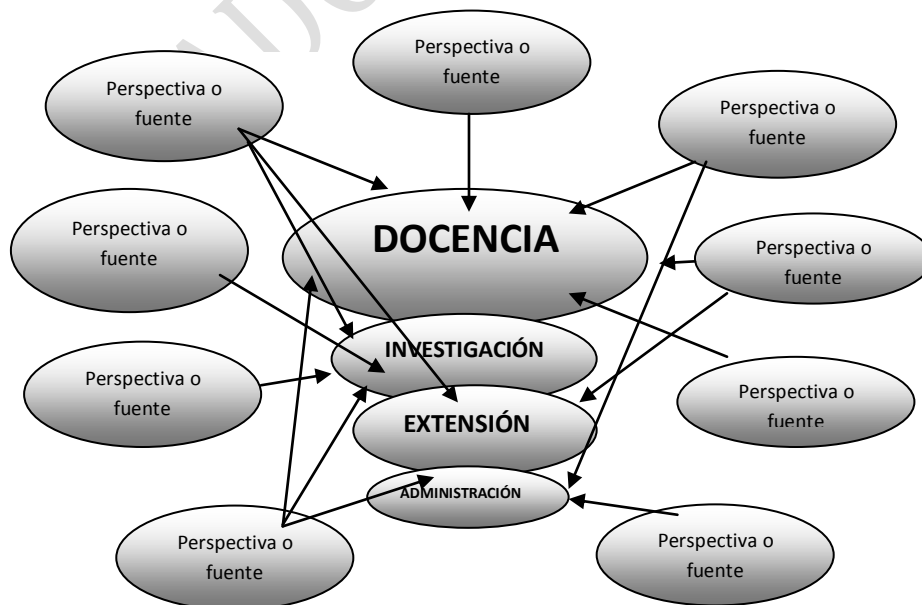 Perspectiva o
fuente
Perspectiva o
fuente
Perspectiva o
fuente
DOCENCIA
Perspectiva o
fuente
Perspectiva o
fuente
INVESTIGACIÓN
Perspectiva o
fuente
Perspectiva o
fuente
EXTENSIÓN
ADMINISTRACIÓN
Perspectiva o
fuente
Perspectiva o
fuente